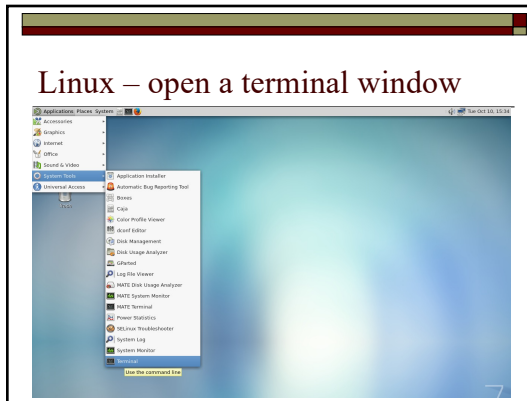 Linux – open a terminal window
Applications Places System
Tue Oct 10, 15:24
Accessories
Graphics
Internet
Office
Sound & Video
System Tools
Universal Access
Application Installer
Automatic Bug Reporting Tool
Boxes
Caja
Color Profile Viewer
dconf Editor
Disk Management
Disk Usage Analyzer
GParted
Log File Viewer
MATE Disk Usage Analyzer
MATE System Monitor
MATE Terminal
Power Statistics
SELinux Troubleshooter
System Log
System Monitor
Terminal
Use the command line
7